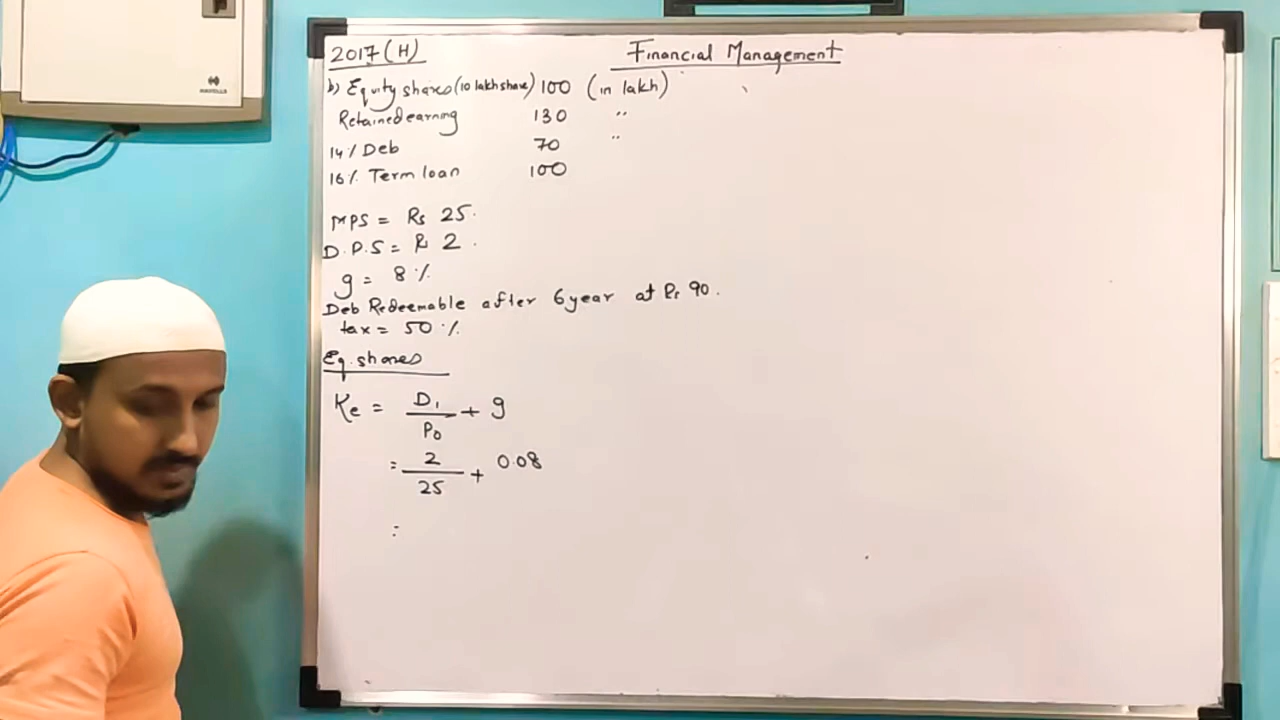 2017 (H)
Financial Management
b) Equity shares (10 lakh share) 100 (in lakh)
Retained earning 130 "
14% Deb 70 "
16% Term loan 100
MPS = Rs 25.
D.P.S = R 2.
g = 8%
Deb Redeemable after 6 year at Rs 90.
tax = 50%
Eq. shares
Ke = D1 / P0 + g
= 2 / 25 + 0.08
=
HAVELLS